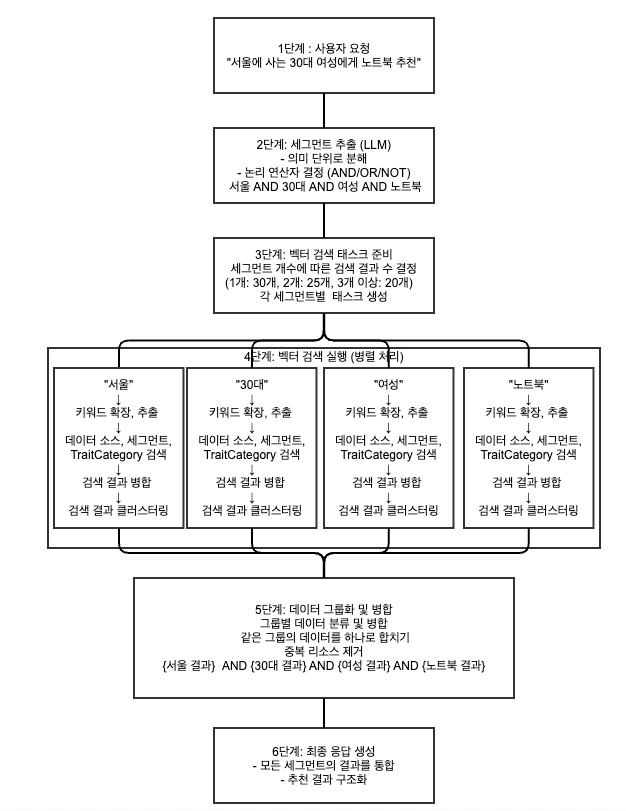 1단계 : 사용자 요청
"서울에 사는 30대 여성에게 노트북 추천"
2단계: 세그먼트 추출 (LLM)
- 의미 단위로 분해
- 논리 연산자 결정 (AND/OR/NOT)
서울 AND 30대 AND 여성 AND 노트북
3단계: 벡터 검색 태스크 준비
세그먼트 개수에 따른 검색 결과 수 결정
(1개: 30개, 2개: 25개, 3개 이상: 20개)
각 세그먼트별 태스크 생성
4단계: 벡터 검색 실행 (병렬 처리)
"서울"
↓
키워드 확장, 추출
↓
데이터 소스, 세그먼트,
TraitCategory 검색
↓
검색 결과 병합
↓
검색 결과 클러스터링
"30대"
↓
키워드 확장, 추출
↓
데이터 소스, 세그먼트,
TraitCategory 검색
↓
검색 결과 병합
↓
검색 결과 클러스터링
"여성"
↓
키워드 확장, 추출
↓
데이터 소스, 세그먼트,
TraitCategory 검색
↓
검색 결과 병합
↓
검색 결과 클러스터링
"노트북"
↓
키워드 확장, 추출
↓
데이터 소스, 세그먼트,
TraitCategory 검색
↓
검색 결과 병합
↓
검색 결과 클러스터링
5단계: 데이터 그룹화 및 병합
그룹별 데이터 분류 및 병합
같은 그룹의 데이터를 하나로 합치기
중복 리소스 제거
{서울 결과} AND {30대 결과} AND {여성 결과} AND {노트북 결과}
6단계: 최종 응답 생성
- 모든 세그먼트의 결과를 통합
- 추천 결과 구조화